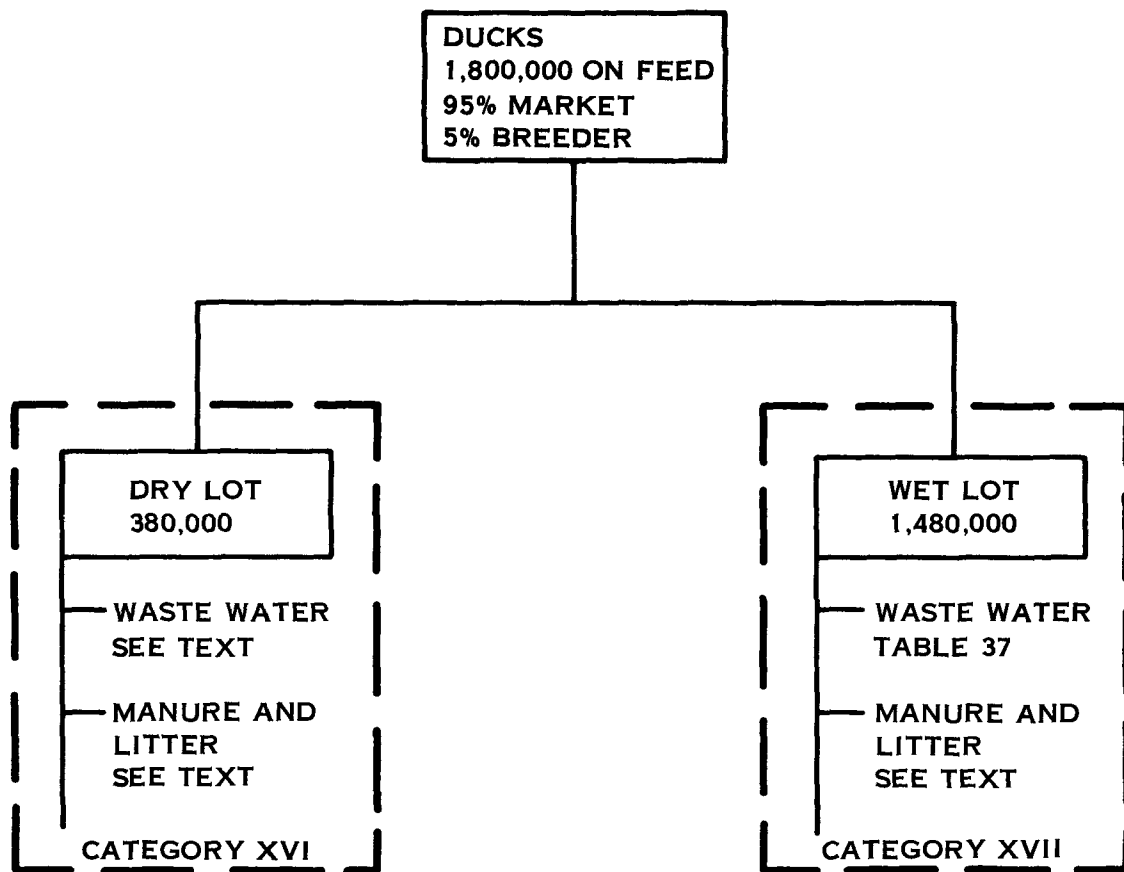 DUCKS
1,800,000 ON FEED
95% MARKET
5% BREEDER
DRY LOT
380,000
WASTE WATER
SEE TEXT
MANURE AND
LITTER
SEE TEXT
CATEGORY XVI
WET LOT
1,480,000
WASTE WATER
TABLE 37
MANURE AND
LITTER
SEE TEXT
CATEGORY XVII